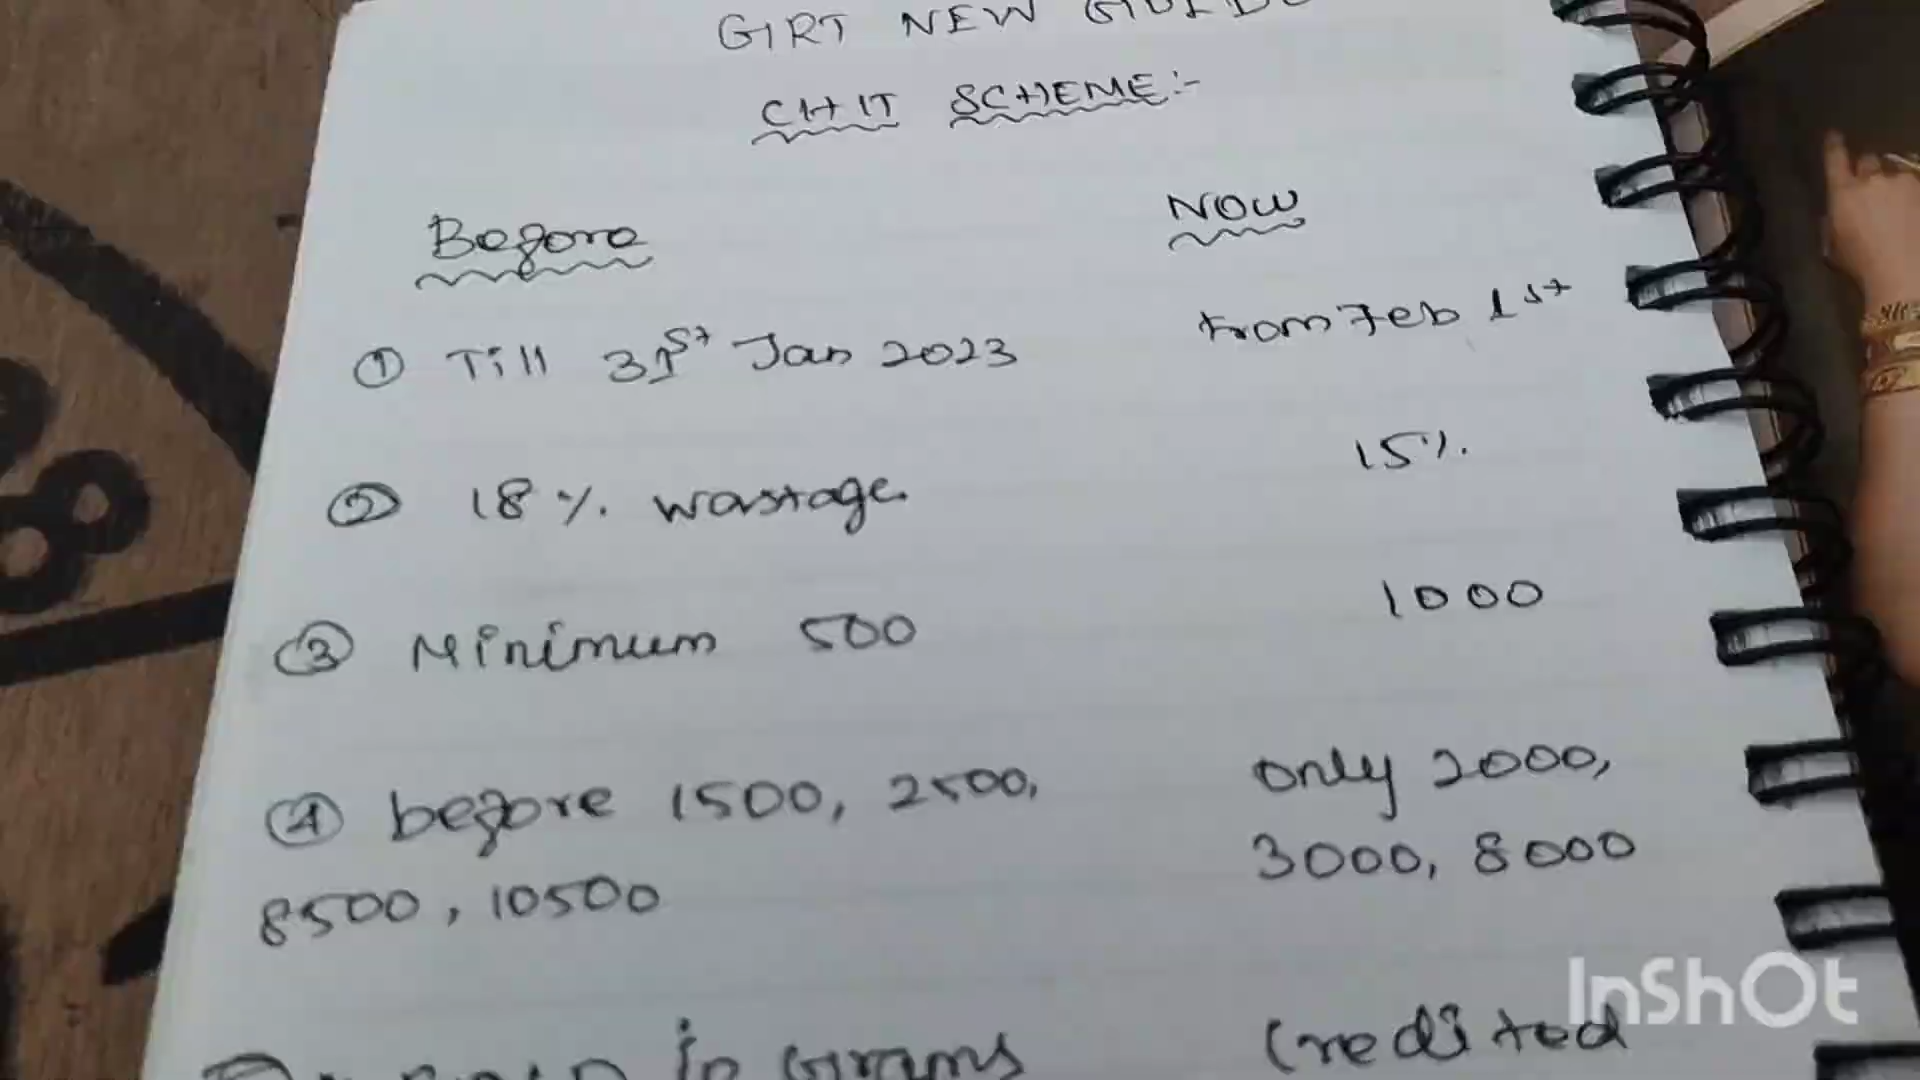 GIRT NEW
CHIT SCHEME:-
Before
NOW
① Till 31st Jan 2023
from Feb 1st
② 18 % wastage
15%
③ Minimum 500
1000
④ before 1500, 2500,
8500, 10500
only 2000,
3000, 8000
in Grams
Credited
InShOt